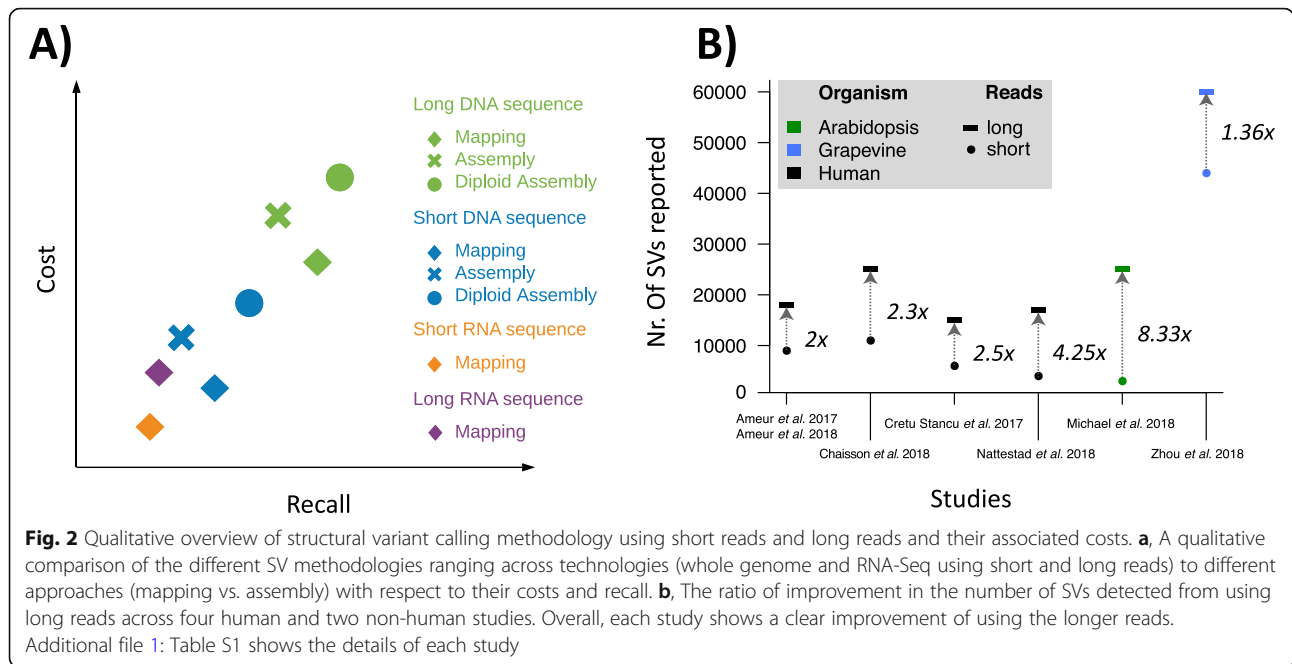 A)
Cost
Recall
Long DNA sequence
Mapping
Assemply
Diploid Assembly
Short DNA sequence
Mapping
Assemply
Diploid Assembly
Short RNA sequence
Mapping
Long RNA sequence
Mapping
B)
Nr. Of SVs reported
60000
50000
40000
30000
20000
10000
0
Organism
Arabidopsis
Grapevine
Human
Reads
long
short
2x
2.3x
2.5x
4.25x
8.33x
1.36x
Ameur et al. 2017
Ameur et al. 2018
Chaisson et al. 2018
Cretu Stancu et al. 2017
Nattestad et al. 2018
Michael et al. 2018
Zhou et al. 2018
Studies
Fig. 2 Qualitative overview of structural variant calling methodology using short reads and long reads and their associated costs. a, A qualitative
comparison of the different SV methodologies ranging across technologies (whole genome and RNA-Seq using short and long reads) to different
approaches (mapping vs. assembly) with respect to their costs and recall. b, The ratio of improvement in the number of SVs detected from using
long reads across four human and two non-human studies. Overall, each study shows a clear improvement of using the longer reads.
Additional file 1: Table S1 shows the details of each study